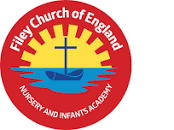 Filey Church of England
NURSERY AND INFANTS ACADEMY